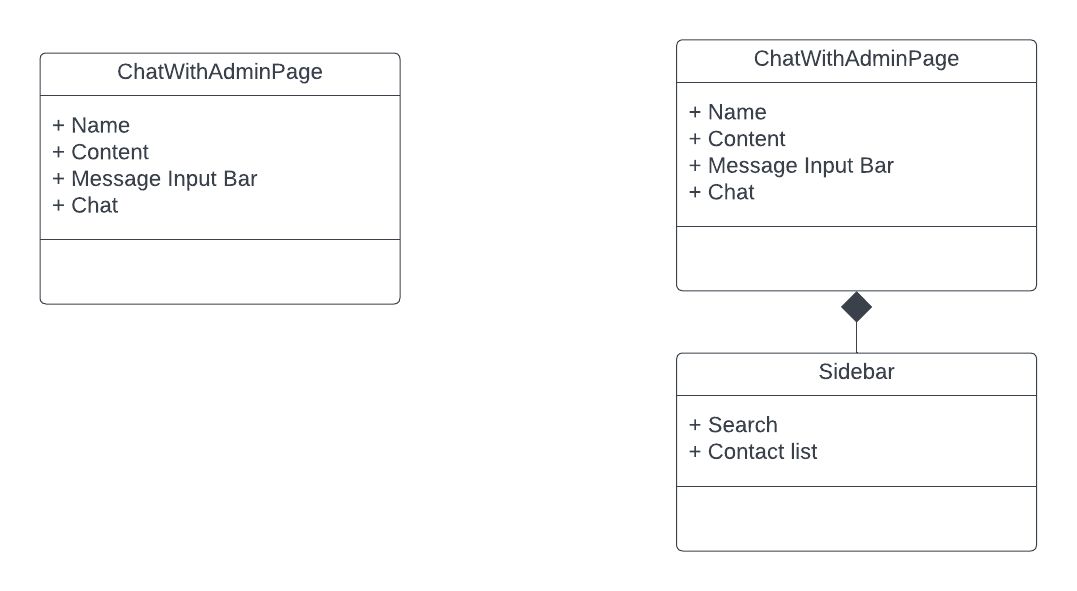 ChatWithAdminPage
+ Name
+ Content
+ Message Input Bar
+ Chat
ChatWithAdminPage
+ Name
+ Content
+ Message Input Bar
+ Chat
Sidebar
+ Search
+ Contact list